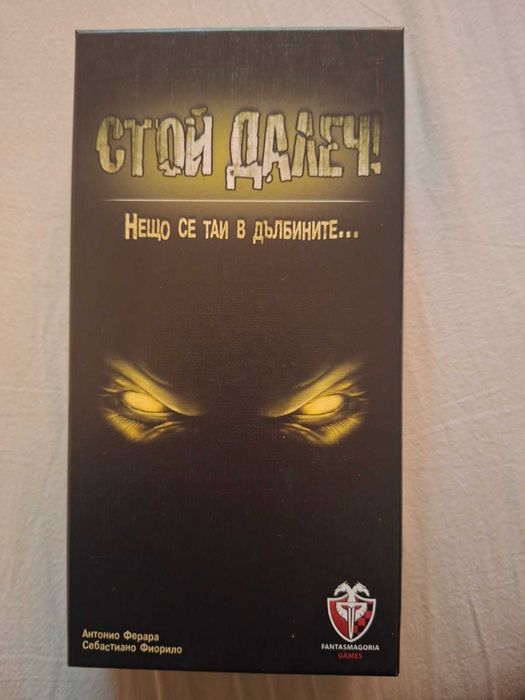 СТОЙ ДАЛЕЧ!
НЕЩО СЕ ТАИ В ДЪЛБИНИТЕ...
Антонио Ферара
Себастиано Фиорило
FANTASMAGORIA
GAMES